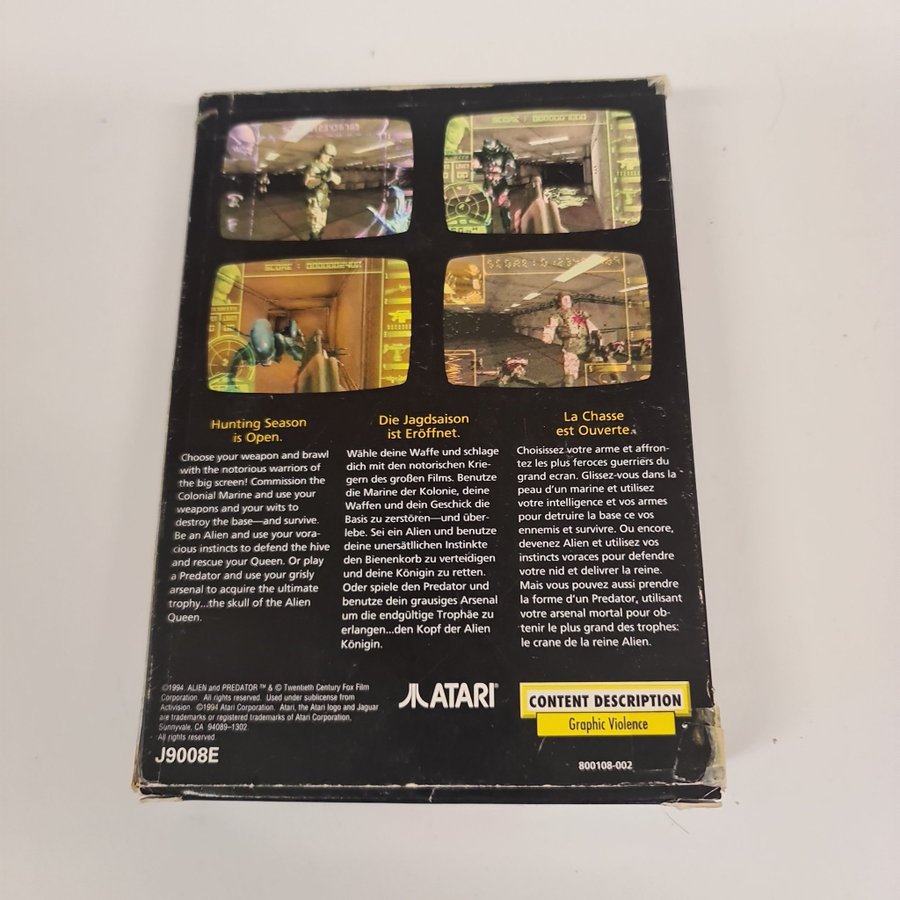 SCORE : 000000240
Hunting Season
is Open.
Choose your weapon and brawl
with the notorious warriors of
the big screen! Commission the
Colonial Marine and use your
weapons and your wits to
destroy the base—and survive.
Be an Alien and use your vora-
cious instincts to defend the hive
and rescue your Queen. Or play
a Predator and use your grisly
arsenal to acquire the ultimate
trophy...the skull of the Alien
Queen.
Die Jagdsaison
ist Eröffnet.
Wähle deine Waffe und schlage
dich mit den notorischen Krie-
gern des großen Films. Benutze
die Marine der Kolonie, deine
Waffen und dein Geschick die
Basis zu zerstören—und über-
lebe. Sei ein Alien und benutze
deine unersätllichen Instinkte
den Bienenkorb zu verteidigen
und deine Königin zu retten.
Oder spiele den Predator und
benutze dein grausiges Arsenal
um die endgültige Trophäe zu
erlangen...den Kopf der Alien
Königin.
La Chasse
est Ouverte.
Choisissez votre arme et affron-
tez les plus feroces guerriers du
grand ecran. Glissez-vous dans la
peau d'un marine et utilisez
votre intelligence et vos armes
pour detruire la base ce vos
ennemis et survivre. Ou encore,
devenez Alien et utilisez vos
instincts voraces pour defendre
votre nid et delivrer la reine.
Mais vous pouvez aussi prendre
la forme d'un Predator, utilisant
votre arsenal mortal pour ob-
tenir le plus grand des trophes:
le crane de la reine Alien.
©1994 ALIEN and PREDATOR ™ & © Twentieth Century Fox Film
Corporation. All rights reserved. Used under sublicense from
Activision. ©1994 Atari Corporation. Atari, the Atari logo and Jaguar
are trademarks or registered trademarks of Atari Corporation,
Sunnyvale, CA 94089–1302.
All rights reserved.
J9008E
ATARI®
CONTENT DESCRIPTION
Graphic Violence
800108-002